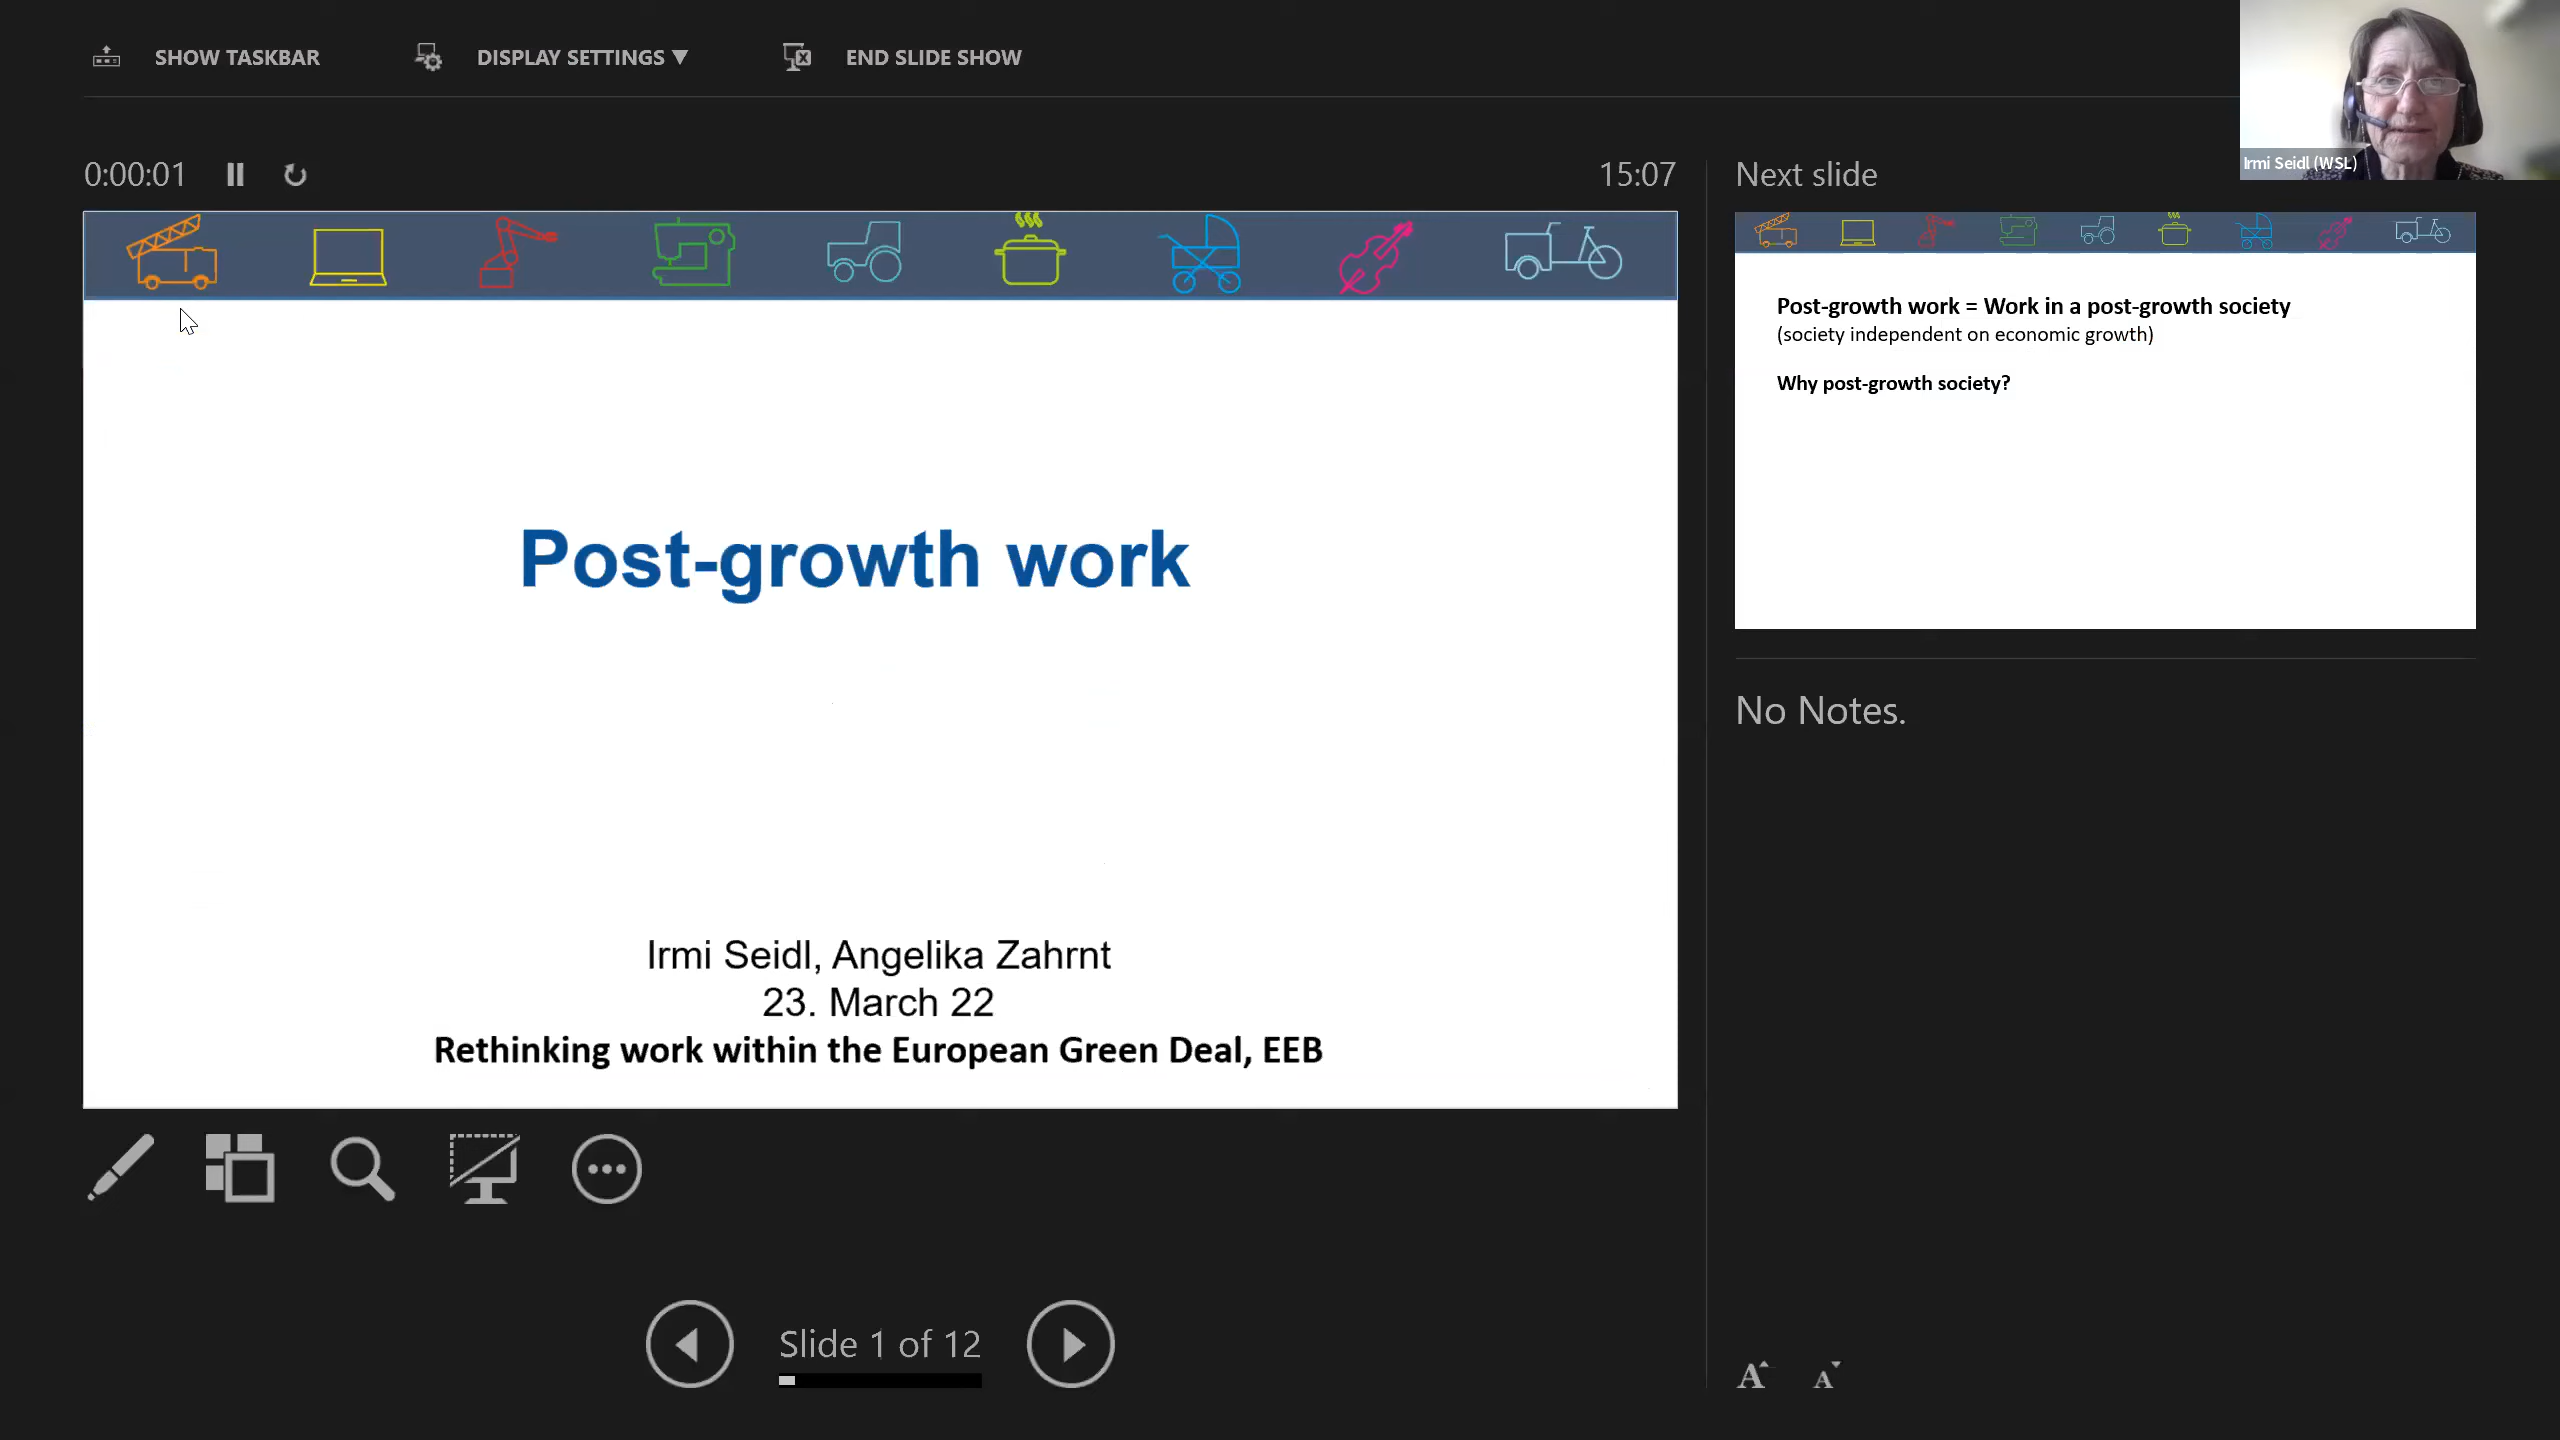 SHOW TASKBAR
DISPLAY SETTINGS ▼
END SLIDE SHOW
Irmi Seidl (WSL)
0:00:01
15:07
Next slide
Post-growth work
Irmi Seidl, Angelika Zahrnt
23. March 22
Rethinking work within the European Green Deal, EEB
Post-growth work = Work in a post-growth society
(society independent on economic growth)
Why post-growth society?
No Notes.
Slide 1 of 12
A
A